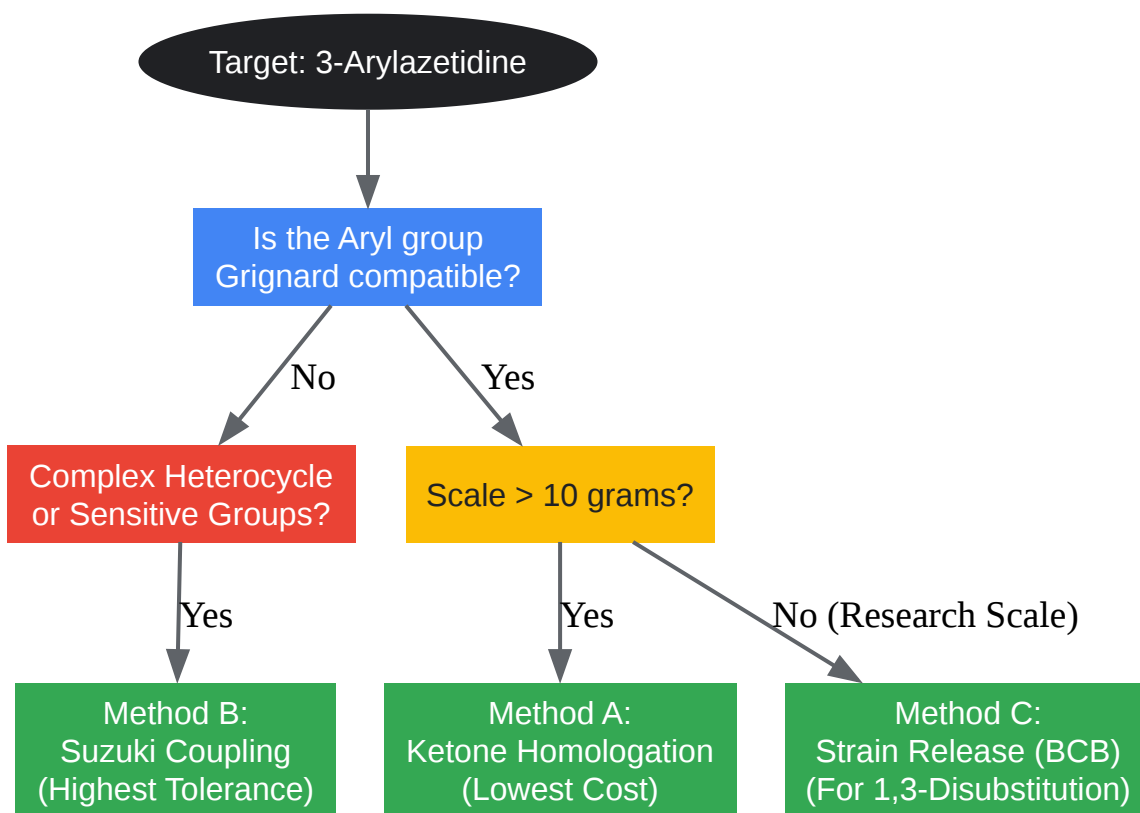 Target: 3-Arylazetidine
Is the Aryl group
Grignard compatible?
No
Yes
Complex Heterocycle
or Sensitive Groups?
Scale > 10 grams?
Yes
Yes
No (Research Scale)
Method B:
Suzuki Coupling
(Highest Tolerance)
Method A:
Ketone Homologation
(Lowest Cost)
Method C:
Strain Release (BCB)
(For 1,3-Disubstitution)